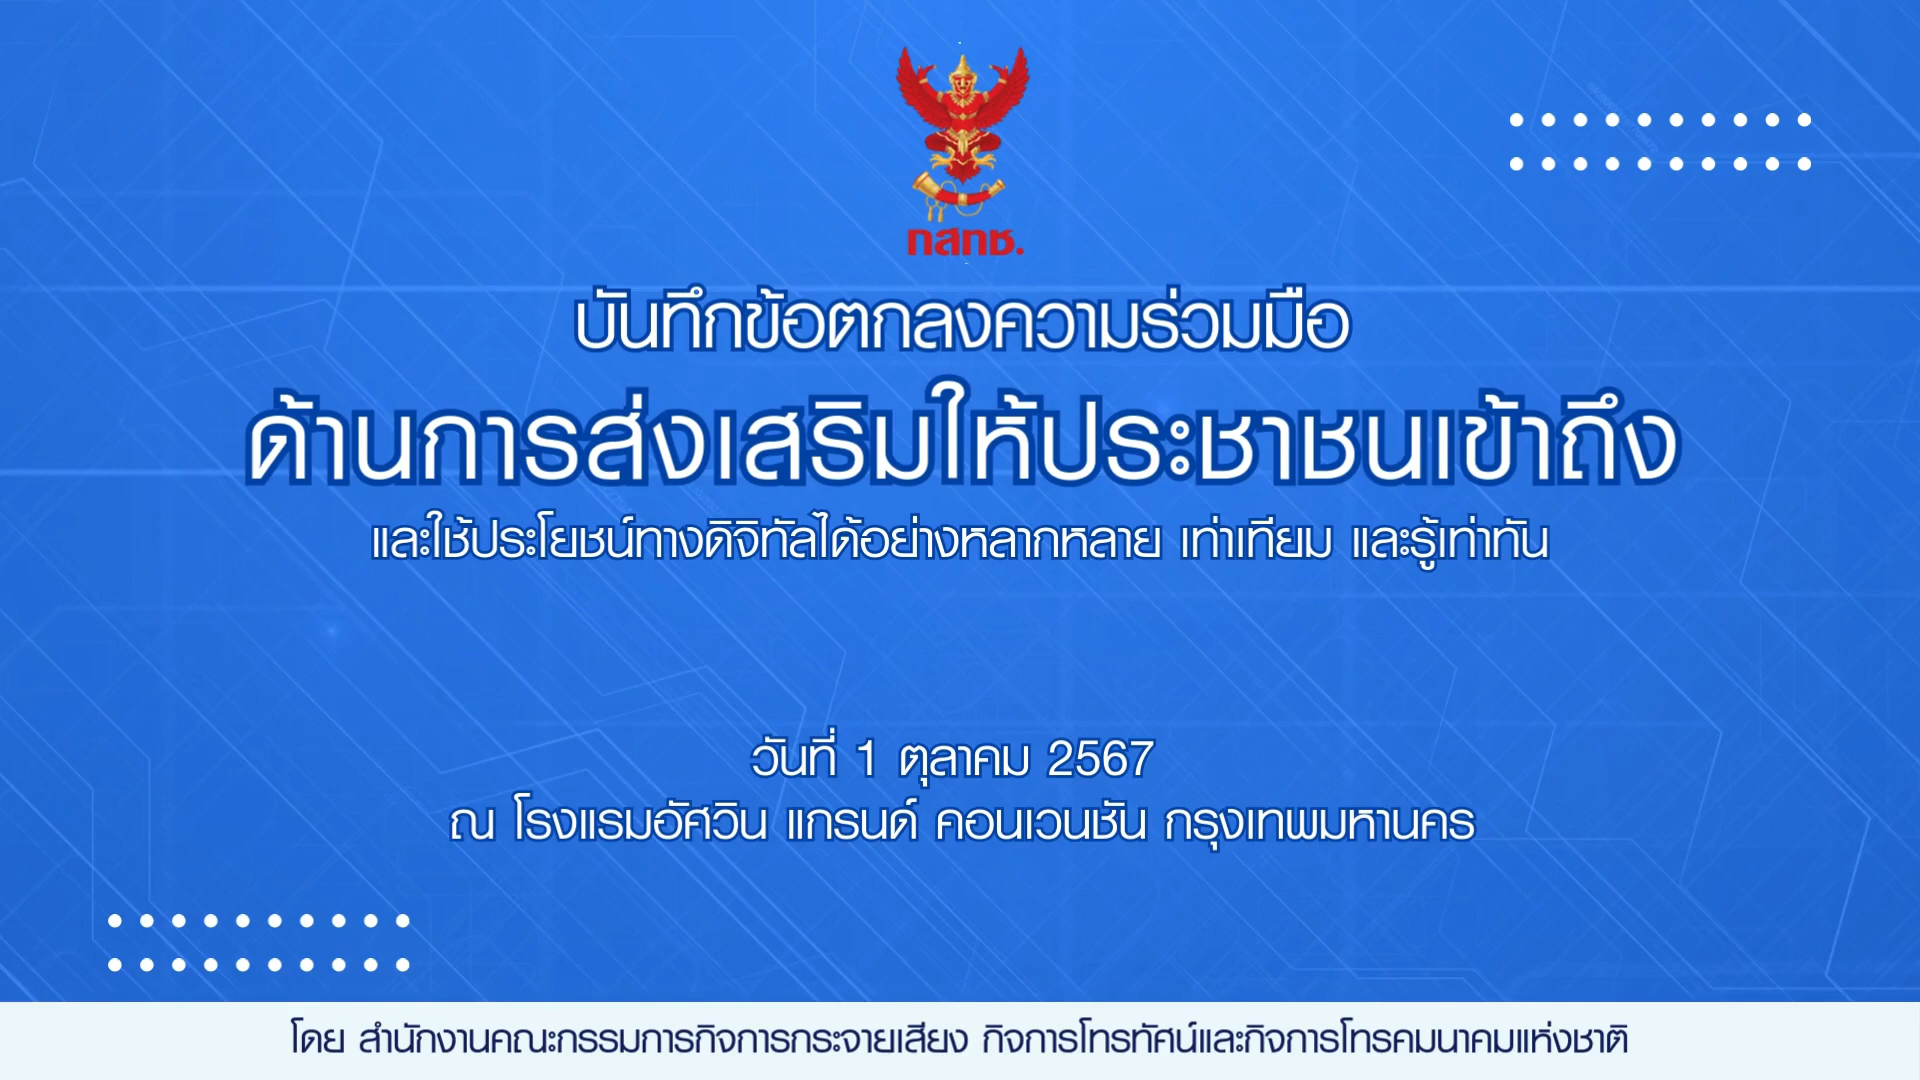 กสทช.
บันทึกข้อตกลงความร่วมมือ
ด้านการส่งเสริมให้ประชาชนเข้าถึง
และใช้ประโยชน์ทางดิจิทัลได้อย่างหลากหลาย เท่าเทียม และรู้เท่าทัน
วันที่ 1 ตุลาคม 2567
ณ โรงแรมอัศวิน แกรนด์ คอนเวนชัน กรุงเทพมหานคร
โดย สำนักงานคณะกรรมการกิจการกระจายเสียง กิจการโทรทัศน์และกิจการโทรคมนาคมแห่งชาติ